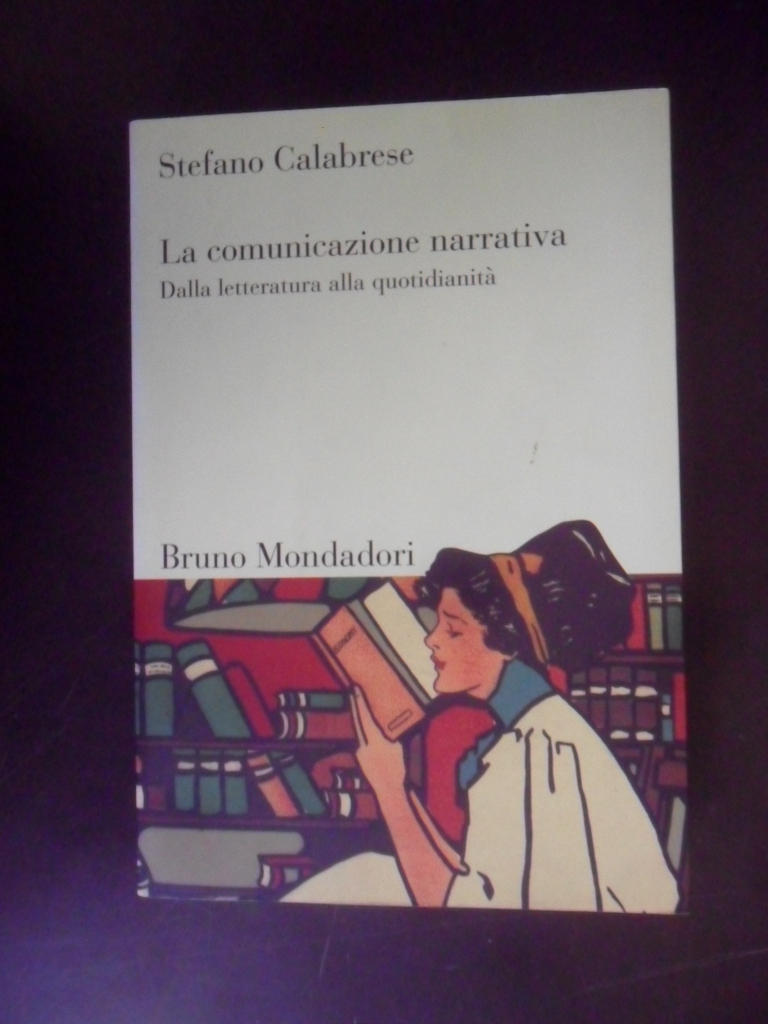 Stefano Calabrese
La comunicazione narrativa
Dalla letteratura alla quotidianità
Bruno Mondadori